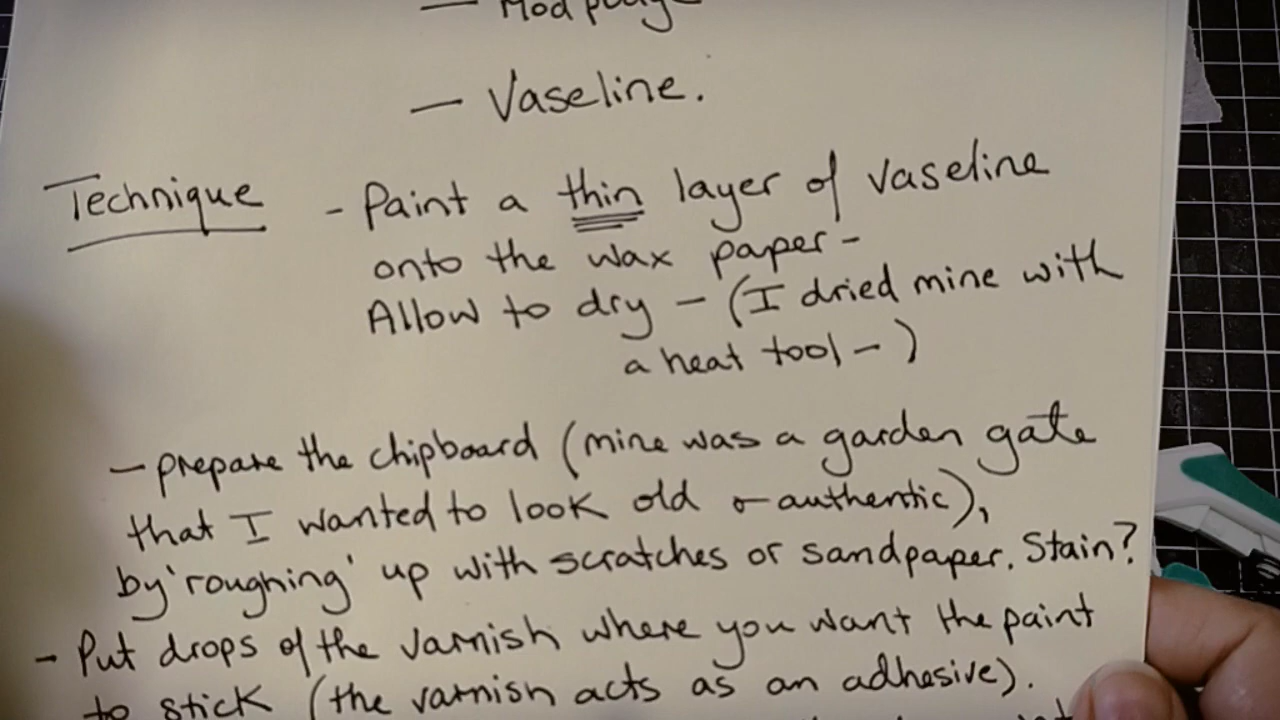 — Mod podge
— Vaseline.
Technique - Paint a thin layer of vaseline
onto the wax paper -
Allow to dry - (I dried mine with
a heat tool - )
- prepare the chipboard (mine was a garden gate
that I wanted to look old & authentic),
by 'roughing' up with scratches or sandpaper. Stain?
- Put drops of the varnish where you want the paint
to stick (the varnish acts as an adhesive).